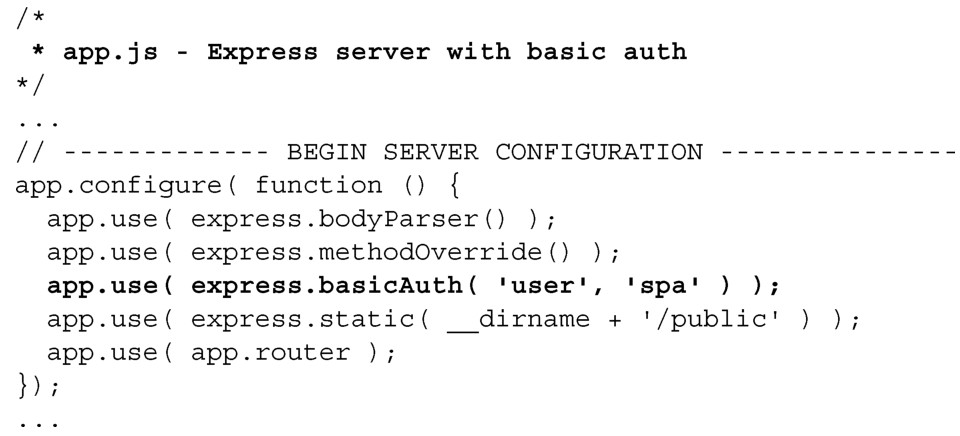 /*
 * app.js - Express server with basic auth
*/
...
// ------------- BEGIN SERVER CONFIGURATION ---------------
app.configure( function () {
  app.use( express.bodyParser() );
  app.use( express.methodOverride() );
  app.use( express.basicAuth( 'user', 'spa' ) );
  app.use( express.static( __dirname + '/public' ) );
  app.use( app.router );
});
...